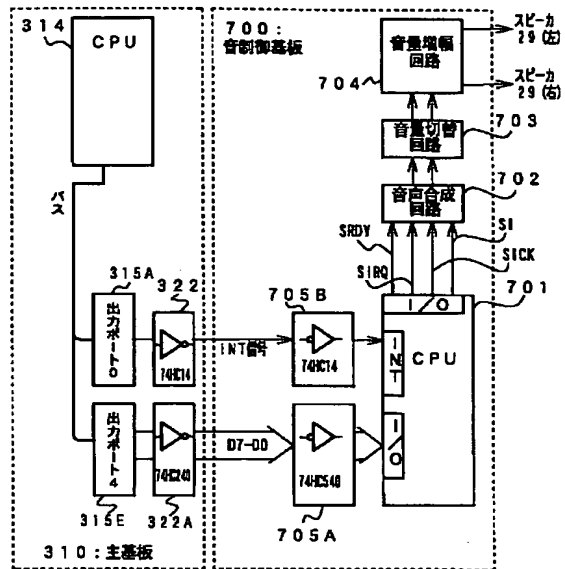 314
CPU
700:
音制御基板
音量増幅
回路
704
スピーカ
29(左)
スピーカ
29(右)
音量切替
回路
703
音声合成
回路
702
SRDY
SIRQ
SI
SICK
バス
315A
322
705B
I/O
701
出力ポート0
74HC14
INT信号
74HC14
INT
CPU
出力ポート4
74HC240
D7-D0
74HC540
I/O
315E
322A
705A
310:主基板